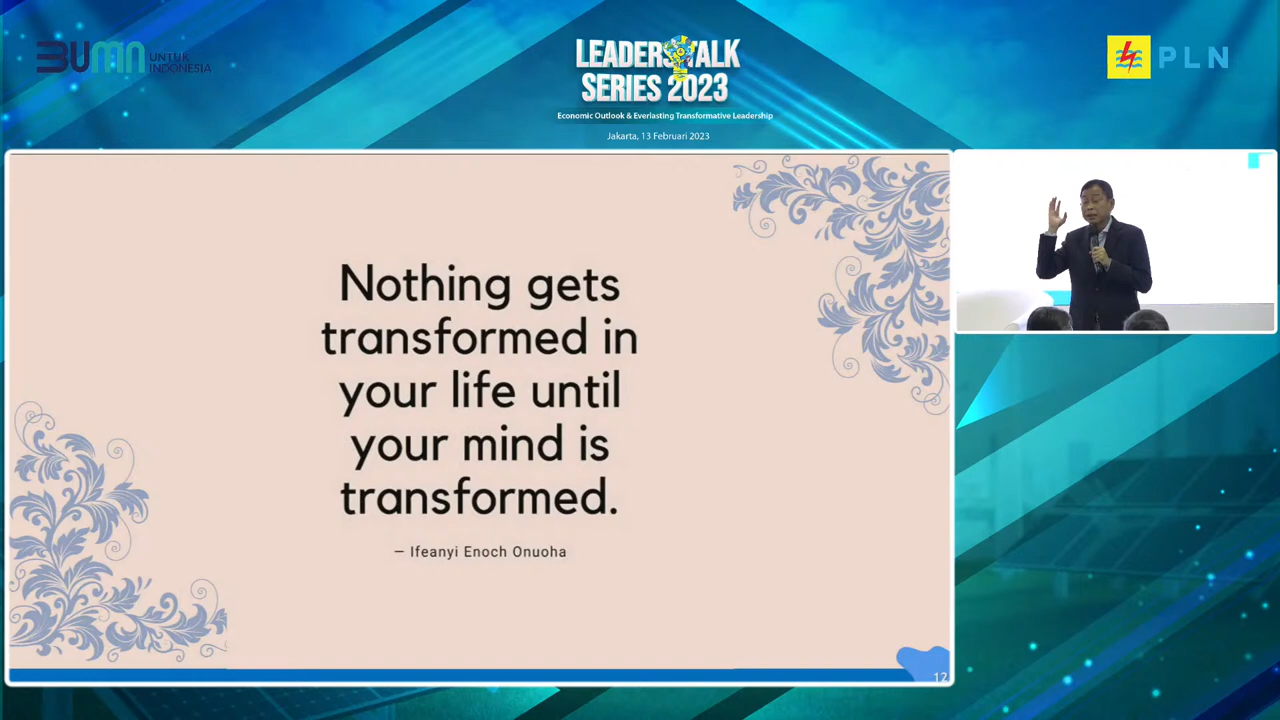 BUMN
UNTUK
INDONESIA
LEADERS TALK
SERIES 2023
Economic Outlook & Everlasting Transformative Leadership
Jakarta, 13 Februari 2023
PLN
Nothing gets
transformed in
your life until
your mind is
transformed.
— Ifeanyi Enoch Onuoha
12